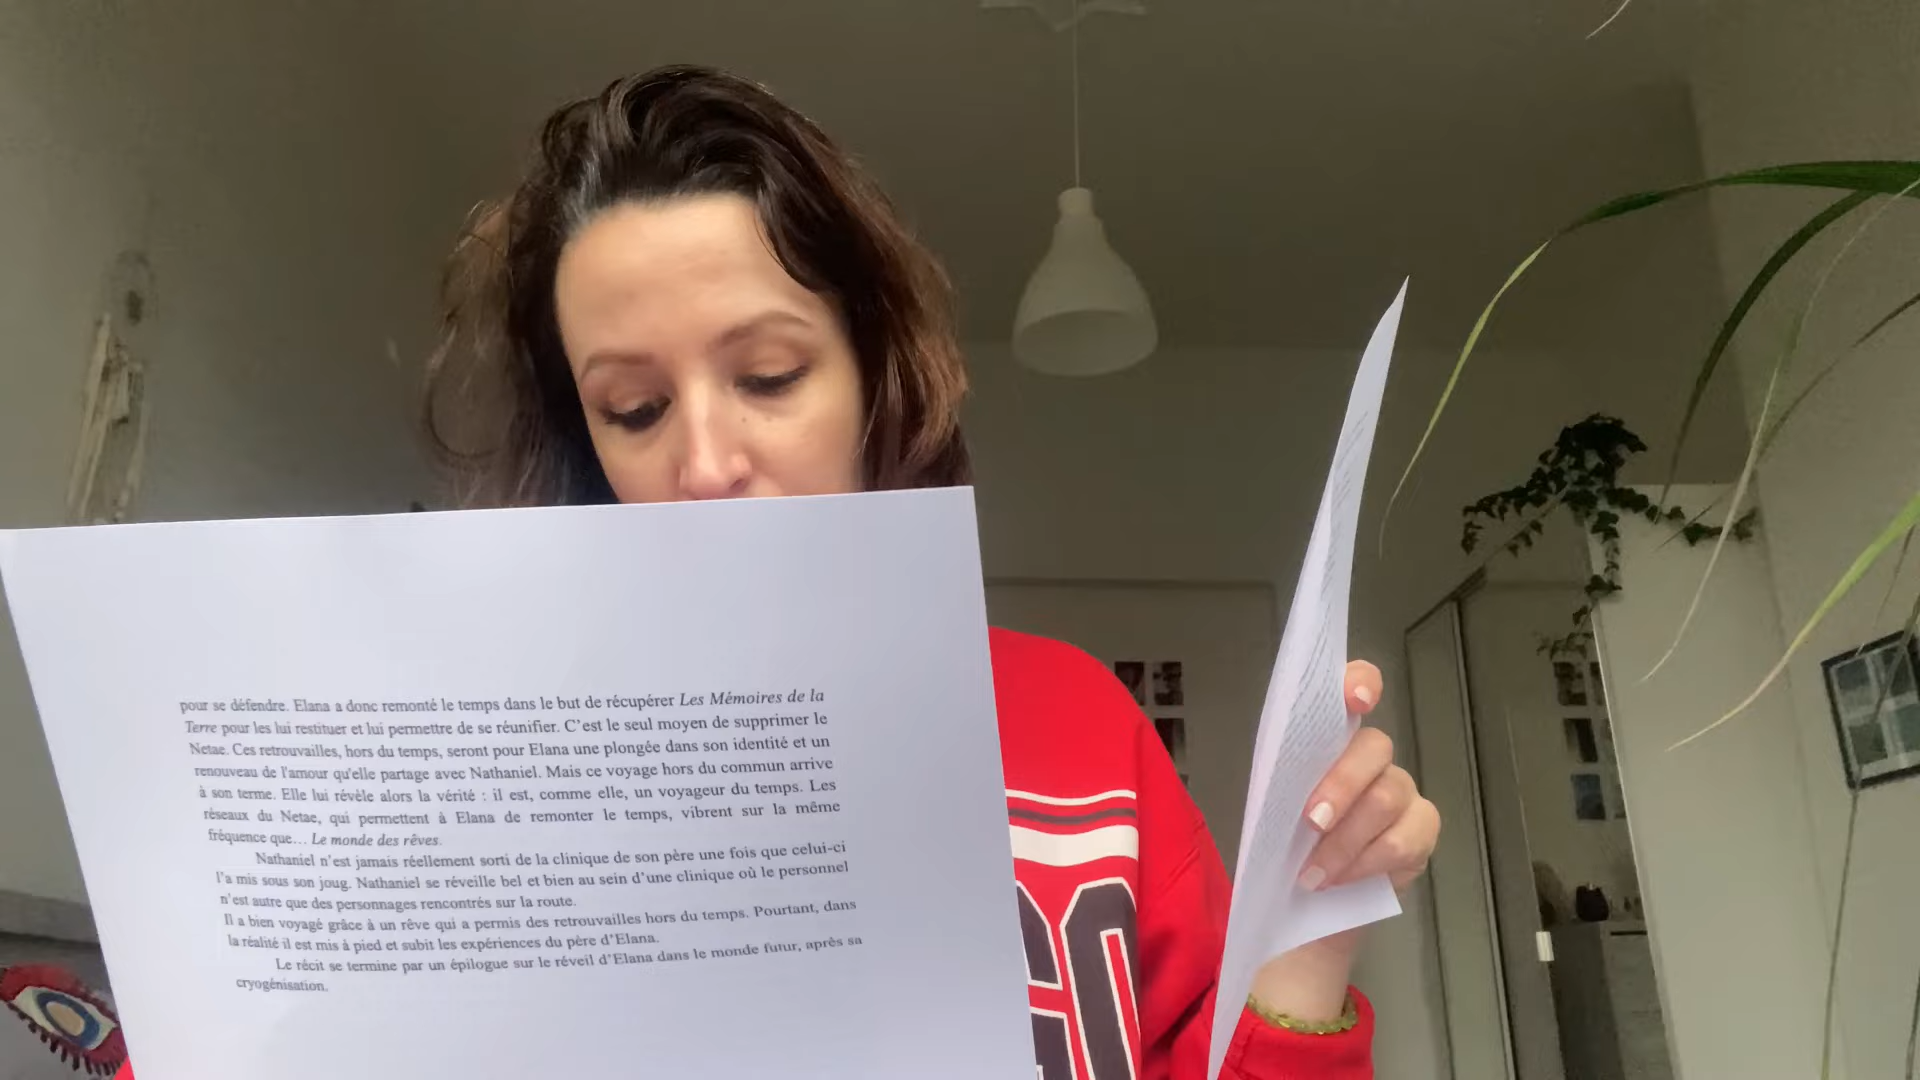 pour se défendre. Elana a donc remonté le temps dans le but de récupérer Les Mémoires de la
Terre pour les lui restituer et lui permettre de se réunifier. C'est le seul moyen de supprimer le
Netae. Ces retrouvailles, hors du temps, seront pour Elana une plongée dans son identité et un
renouveau de l'amour qu'elle partage avec Nathaniel. Mais ce voyage hors du commun arrive
à son terme. Elle lui révèle alors la vérité : il est, comme elle, un voyageur du temps. Les
réseaux du Netae, qui permettent à Elana de remonter le temps, vibrent sur la même
fréquence que… Le monde des rêves.
Nathaniel n'est jamais réellement sorti de la clinique de son père une fois que celui-ci
l'a mis sous son joug. Nathaniel se réveille bel et bien au sein d'une clinique où le personnel
n'est autre que des personnages rencontrés sur la route.
Il a bien voyagé grâce à un rêve qui a permis des retrouvailles hors du temps. Pourtant, dans
la réalité il est mis à pied et subit les expériences du père d'Elana.
Le récit se termine par un épilogue sur le réveil d'Elana dans le monde futur, après sa
cryogénisation.